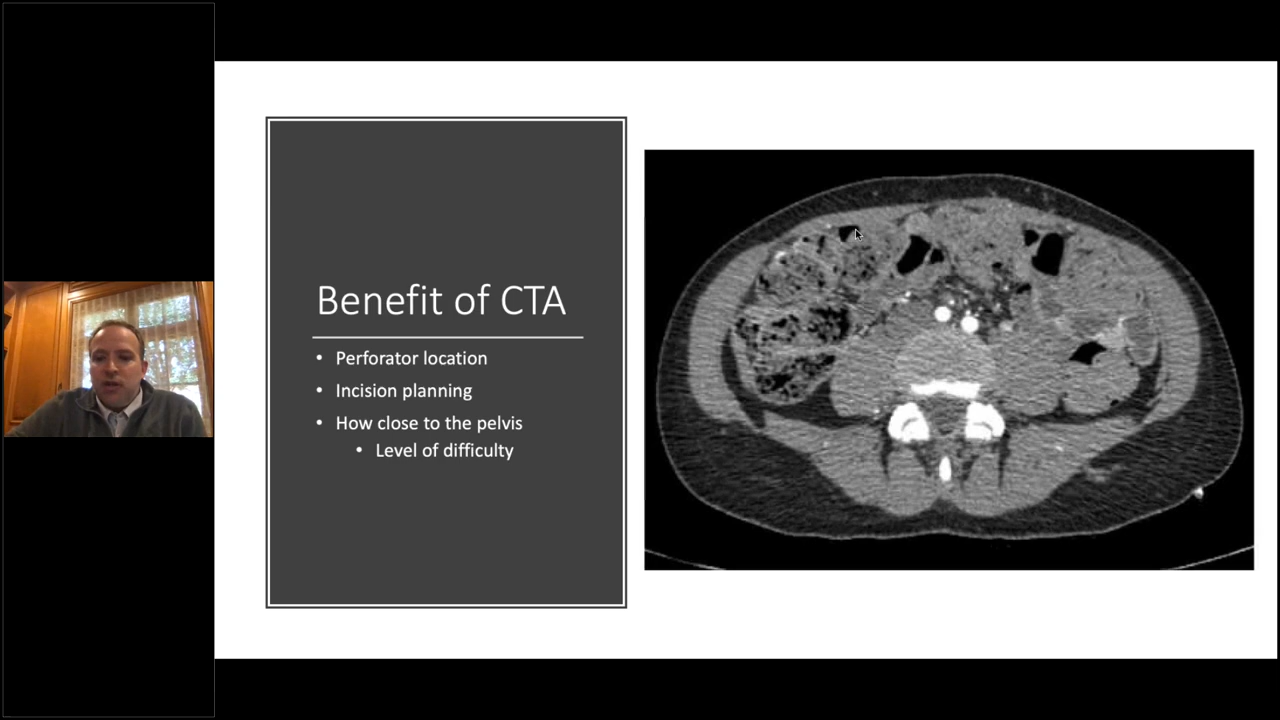 Benefit of CTA
• Perforator location
• Incision planning
• How close to the pelvis
• Level of difficulty